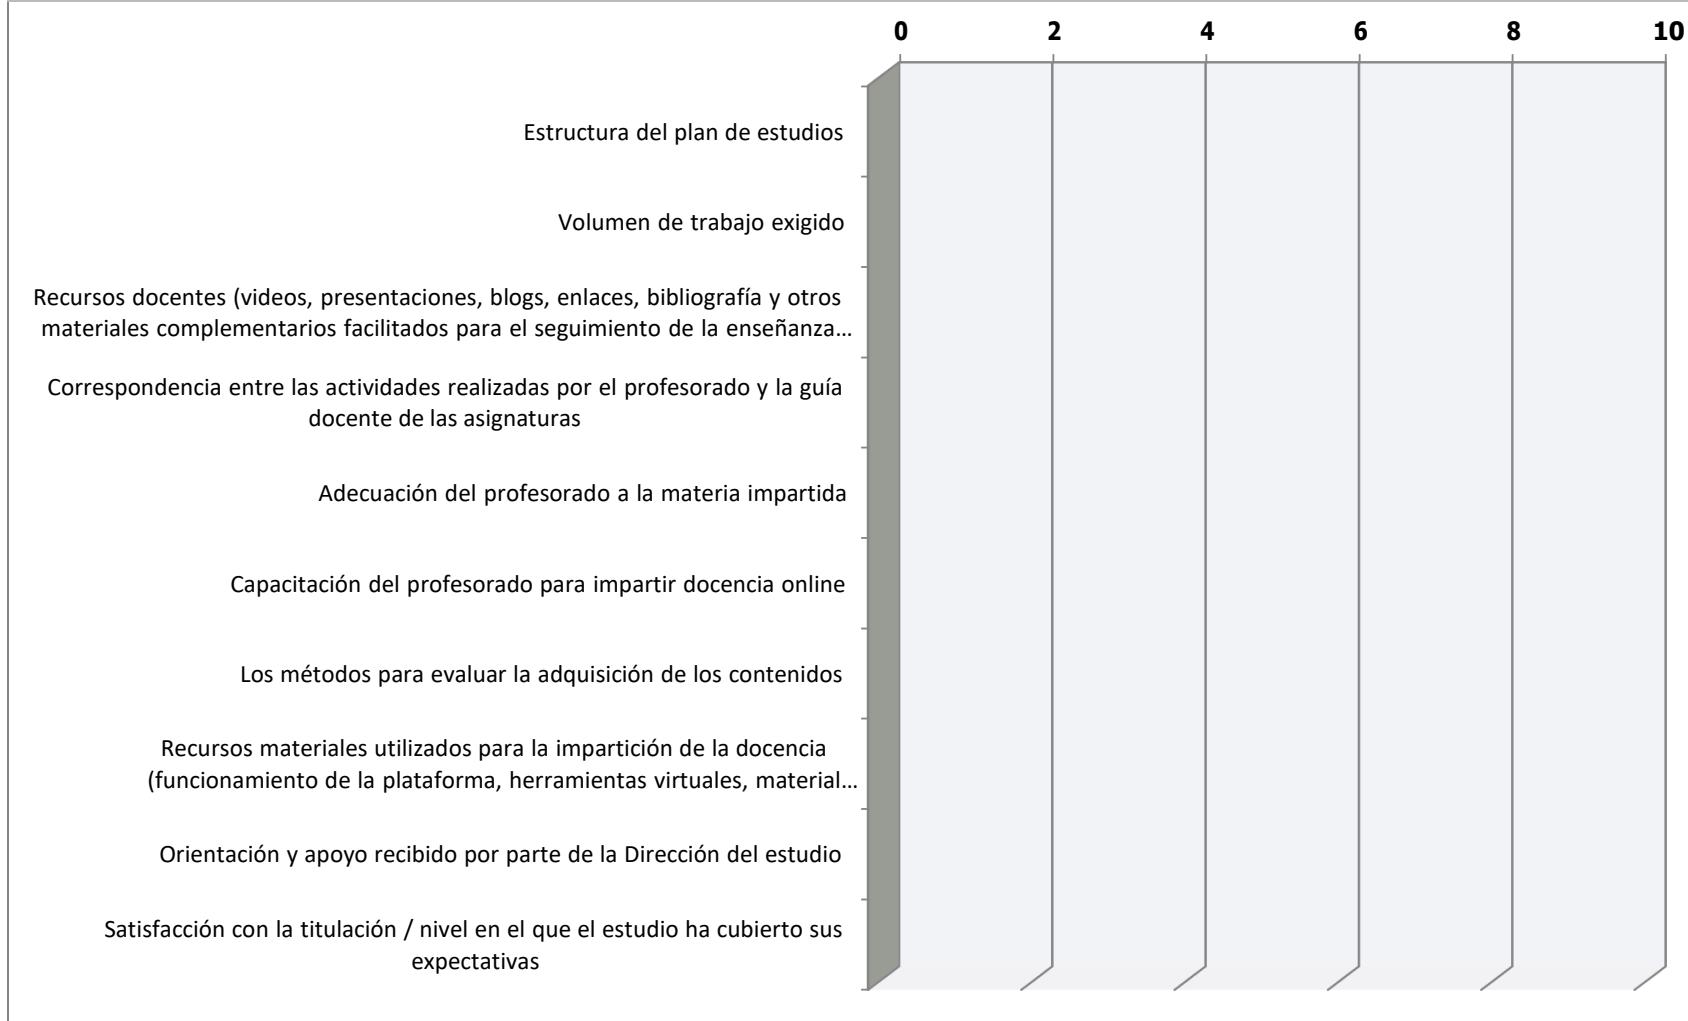 0 2 4 6 8 10
Estructura del plan de estudios
Volumen de trabajo exigido
Recursos docentes (videos, presentaciones, blogs, enlaces, bibliografía y otros
materiales complementarios facilitados para el seguimiento de la enseñanza...
Correspondencia entre las actividades realizadas por el profesorado y la guía
docente de las asignaturas
Adecuación del profesorado a la materia impartida
Capacitación del profesorado para impartir docencia online
Los métodos para evaluar la adquisición de los contenidos
Recursos materiales utilizados para la impartición de la docencia
(funcionamiento de la plataforma, herramientas virtuales, material...
Orientación y apoyo recibido por parte de la Dirección del estudio
Satisfacción con la titulación / nivel en el que el estudio ha cubierto sus
expectativas